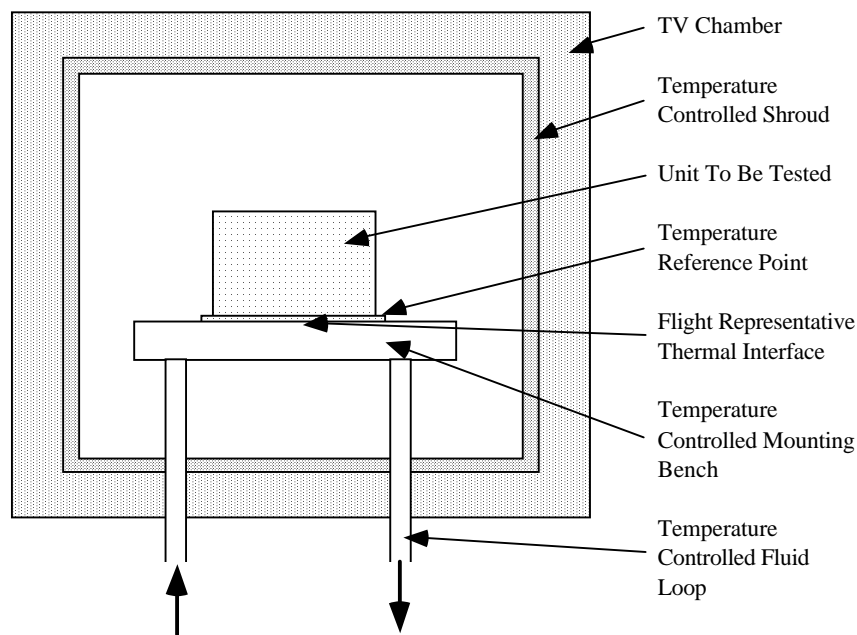 TV Chamber
Temperature
Controlled Shroud
Unit To Be Tested
Temperature
Reference Point
Flight Representative
Thermal Interface
Temperature
Controlled Mounting
Bench
Temperature
Controlled Fluid
Loop